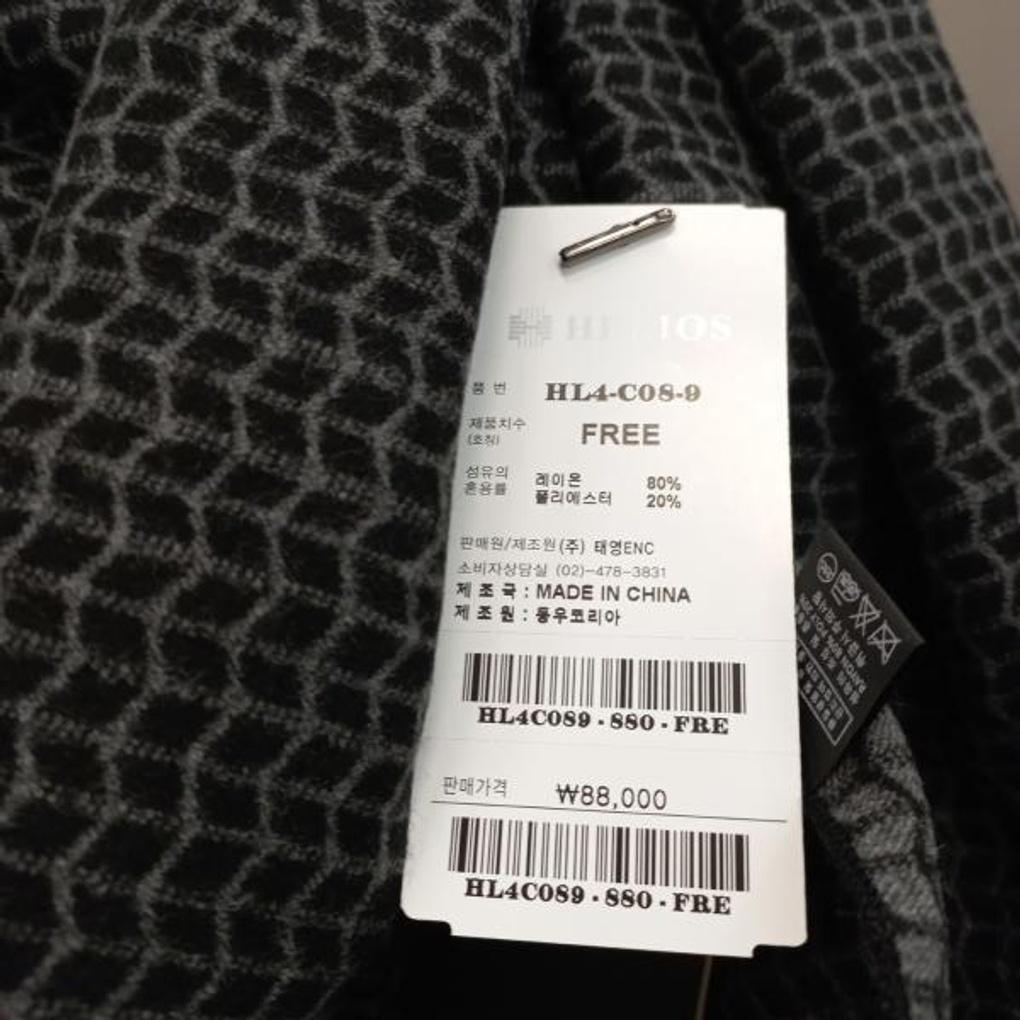 HELIOS
품 번 HL4-C08-9
제품치수 FREE
(호칭)
섬유의 레이온 80%
혼용률 폴리에스터 20%
판매원/제조원(주) 태영ENC
소비자상담실 (02)-478-3831
제 조 국 : MADE IN CHINA
제 조 원 : 동우코리아
HL4C089 - 880 - FRE
판매가격 ₩88,000
HL4C089 - 880 - FRE